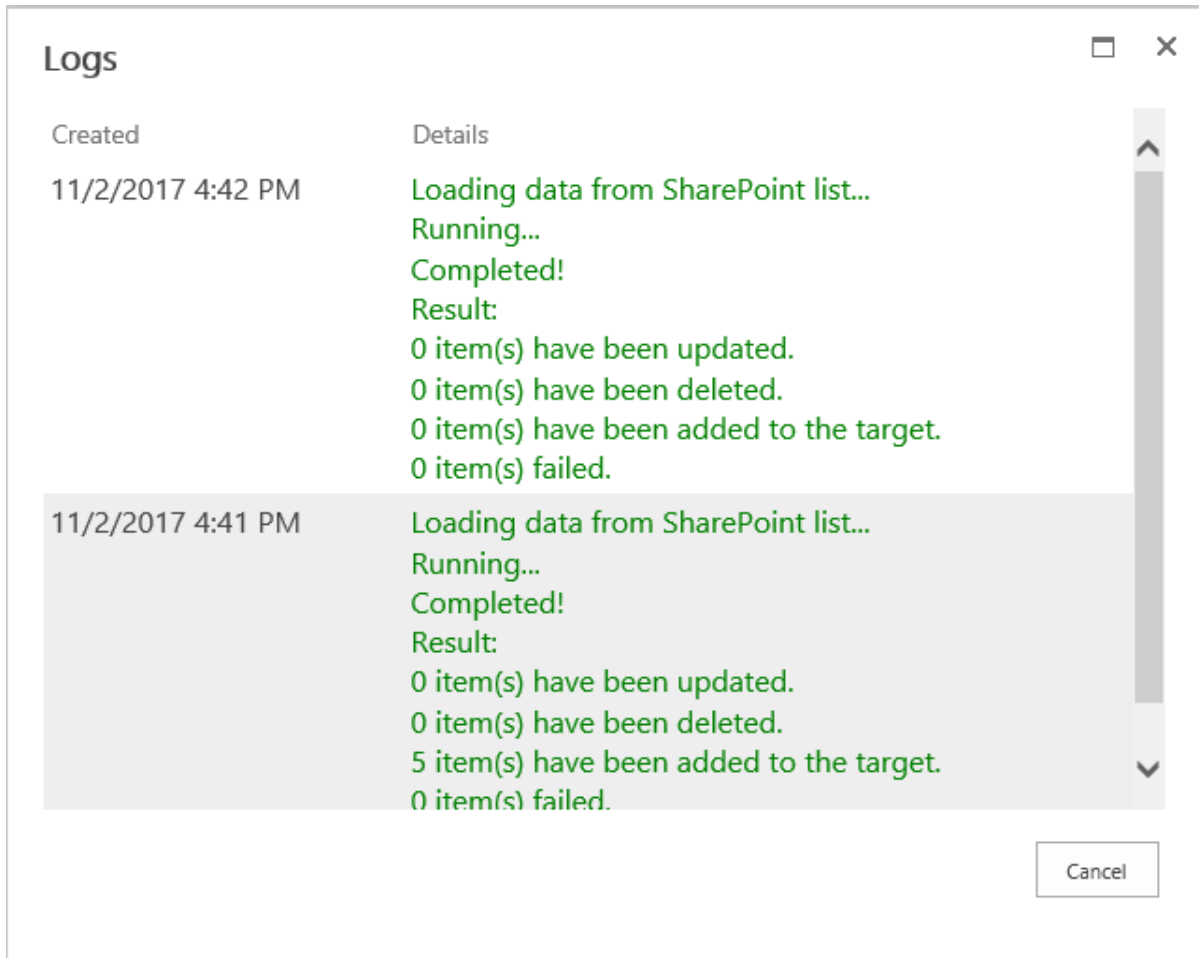 Logs
Created Details
11/2/2017 4:42 PM Loading data from SharePoint list...
Running...
Completed!
Result:
0 item(s) have been updated.
0 item(s) have been deleted.
0 item(s) have been added to the target.
0 item(s) failed.
11/2/2017 4:41 PM Loading data from SharePoint list...
Running...
Completed!
Result:
0 item(s) have been updated.
0 item(s) have been deleted.
5 item(s) have been added to the target.
0 item(s) failed.
Cancel